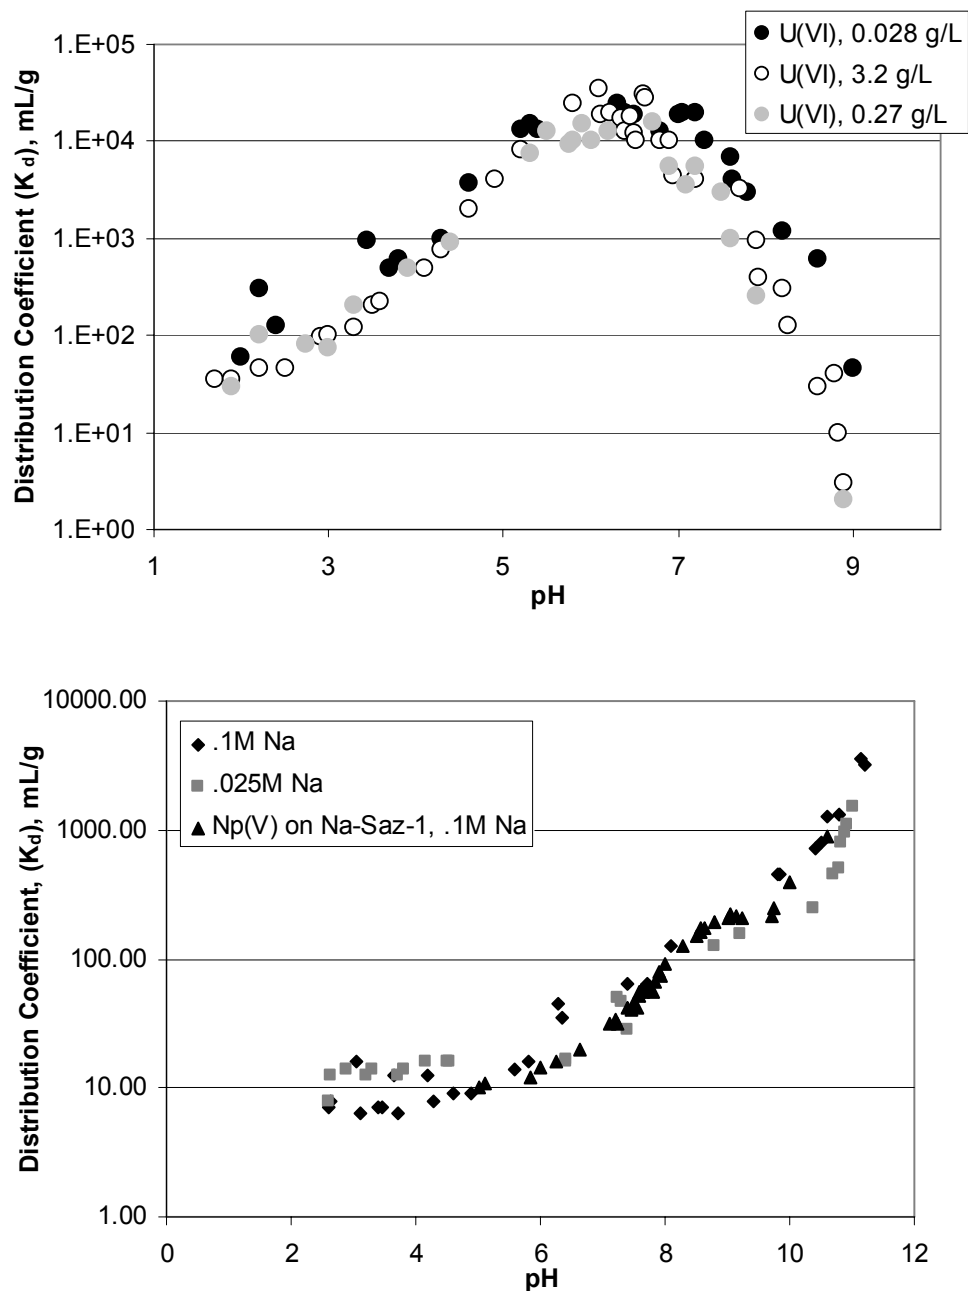 U(VI), 0.028 g/L
U(VI), 3.2 g/L
U(VI), 0.27 g/L
Distribution Coefficient (Kd), mL/g
1.E+05
1.E+04
1.E+03
1.E+02
1.E+01
1.E+00
1 3 5 7 9
pH
.1M Na
.025M Na
Np(V) on Na-Saz-1, .1M Na
Distribution Coefficient, (Kd), mL/g
10000.00
1000.00
100.00
10.00
1.00
0 2 4 6 8 10 12
pH